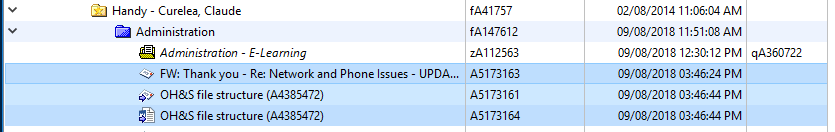 Handy - Curelea, Claude fA41757 02/08/2014 11:06:04 AM
Administration fA147612 09/08/2018 11:51:08 AM
Administration - E-Learning zA112563 09/08/2018 12:30:12 PM qA360722
FW: Thank you - Re: Network and Phone Issues - UPDA... A5173163 09/08/2018 03:46:24 PM
OH&S file structure (A4385472) A5173161 09/08/2018 03:46:44 PM
OH&S file structure (A4385472) A5173164 09/08/2018 03:46:44 PM